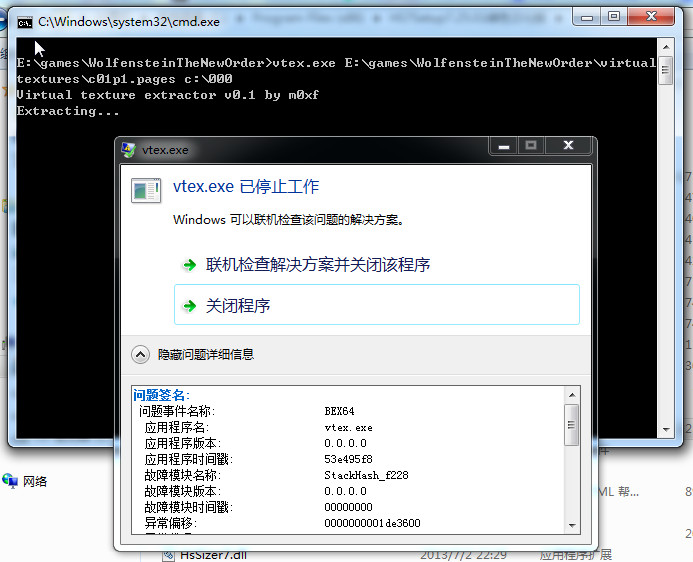 C:\Windows\system32\cmd.exe
E:\games\WolfensteinTheNewOrder>vtex.exe E:\games\WolfensteinTheNewOrder\virtual
textures\c01p1.pages c:\000
Virtual texture extractor v0.1 by m0xf
Extracting...
vtex.exe
vtex.exe 已停止工作
Windows 可以联机检查该问题的解决方案。
联机检查解决方案并关闭该程序
关闭程序
隐藏问题详细信息
问题签名:
问题事件名称: BEX64
应用程序名: vtex.exe
应用程序版本: 0.0.0.0
应用程序时间戳: 53e495f8
故障模块名称: StackHash_f228
故障模块版本: 0.0.0.0
故障模块时间戳: 00000000
异常偏移: 0000000001de3600
网络
ML 帮...
HsSizer7.dll 2013/7/2 22:29 应用程序扩展